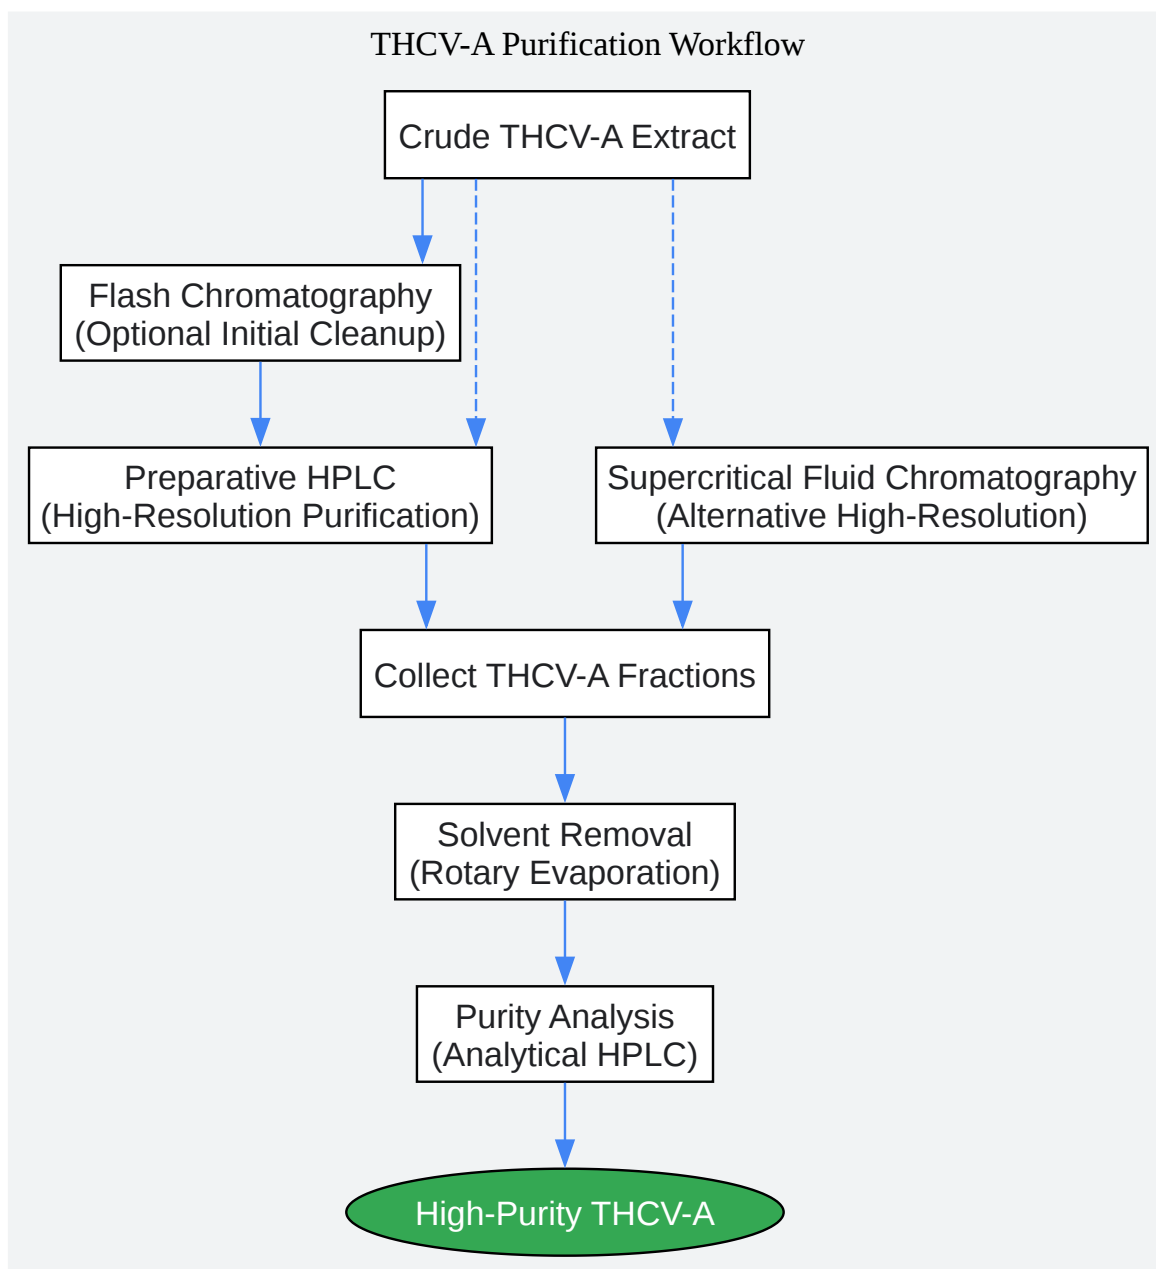 THCV-A Purification Workflow
Crude THCV-A Extract
Flash Chromatography
(Optional Initial Cleanup)
Preparative HPLC
(High-Resolution Purification)
Supercritical Fluid Chromatography
(Alternative High-Resolution)
Collect THCV-A Fractions
Solvent Removal
(Rotary Evaporation)
Purity Analysis
(Analytical HPLC)
High-Purity THCV-A